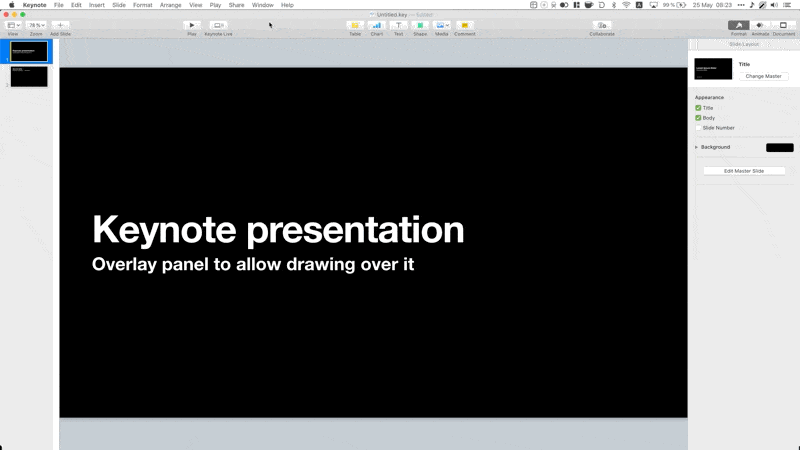 Keynote File Edit Insert Slide Format Arrange View Play Share Window Help 99% 25 May 08:23
Untitled.key — Edited
78%
View Zoom Add Slide Play Keynote Live Table Chart Text Shape Media Comment Collaborate Format Animate Document
Slide Layout
Title
Change Master
Appearance
Title
Body
Slide Number
Background
Edit Master Slide
1
2
Keynote presentation
Overlay panel to allow drawing over it